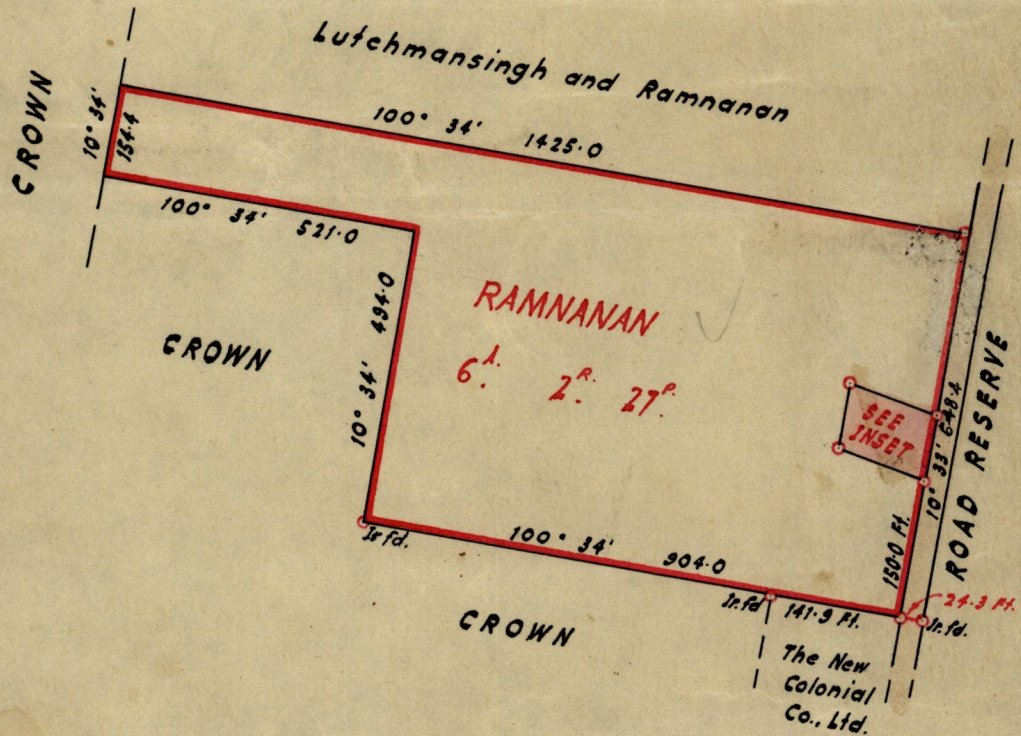 Lutchmansingh and Ramnanan
CROWN
10° 34'
154.4
100° 34' 1425.0
100° 34' 521.0
CROWN
10° 34' 494.0
RAMNANAN
6A. 2R. 27P.
SEE
INSET
10° 33' 648.4
150.0 Ft.
ROAD RESERVE
Ir. fd.
100° 34' 904.0
Ir. fd
141.9 Ft.
24.3 Ft.
Ir. fd.
CROWN
The New
Colonial
Co., Ltd.